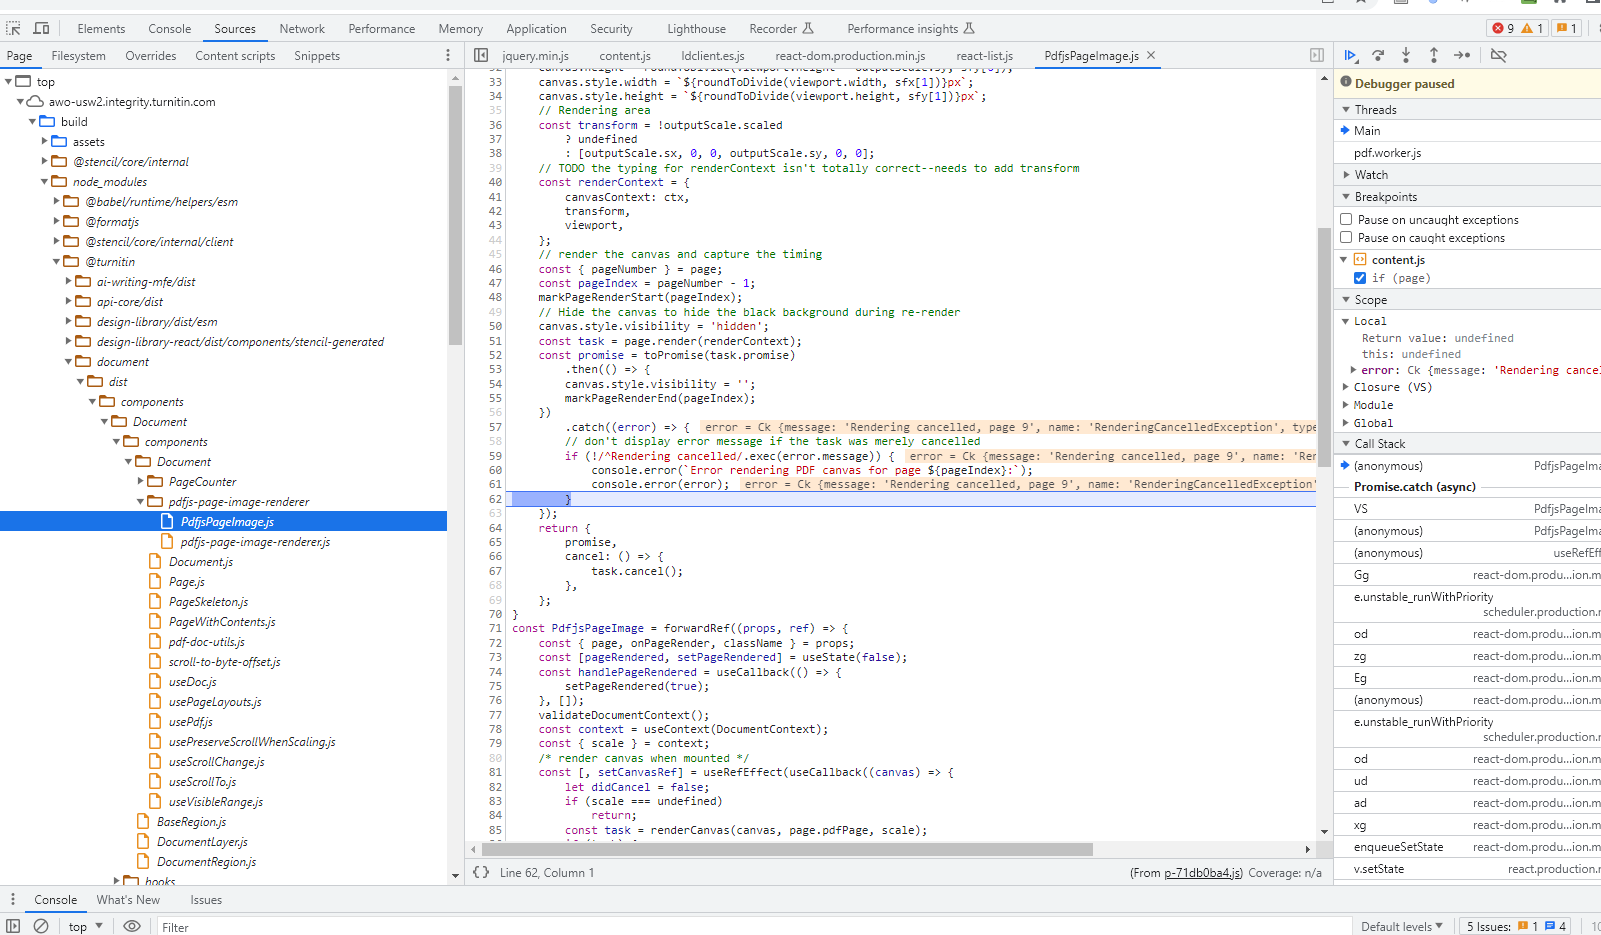 Elements Console Sources Network Performance Memory Application Security Lighthouse Recorder Performance insights 9 1 1
Page Filesystem Overrides Content scripts Snippets
jquery.min.js content.js ldclient.es.js react-dom.production.min.js react-list.js PdfjsPageImage.js
top
awo-usw2.integrity.turnitin.com
build
assets
@stencil/core/internal
node_modules
@babel/runtime/helpers/esm
@formatjs
@stencil/core/internal/client
@turnitin
ai-writing-mfe/dist
api-core/dist
design-library/dist/esm
design-library-react/dist/components/stencil-generated
document
dist
components
Document
components
Document
PageCounter
pdfjs-page-image-renderer
PdfjsPageImage.js
pdfjs-page-image-renderer.js
Document.js
Page.js
PageSkeleton.js
PageWithContents.js
pdf-doc-utils.js
scroll-to-byte-offset.js
useDoc.js
usePageLayouts.js
usePdf.js
usePreserveScrollWhenScaling.js
useScrollChange.js
useScrollTo.js
useVisibleRange.js
BaseRegion.js
DocumentLayer.js
DocumentRegion.js
hooks
33 canvas.style.width = `${roundToDivide(viewport.width, sfx[1])}px`;
34 canvas.style.height = `${roundToDivide(viewport.height, sfy[1])}px`;
35 // Rendering area
36 const transform = !outputScale.scaled
37 ? undefined
38 : [outputScale.sx, 0, 0, outputScale.sy, 0, 0];
39 // TODO the typing for renderContext isn't totally correct--needs to add transform
40 const renderContext = {
41 canvasContext: ctx,
42 transform,
43 viewport,
44 };
45 // render the canvas and capture the timing
46 const { pageNumber } = page;
47 const pageIndex = pageNumber - 1;
48 markPageRenderStart(pageIndex);
49 // Hide the canvas to hide the black background during re-render
50 canvas.style.visibility = 'hidden';
51 const task = page.render(renderContext);
52 const promise = toPromise(task.promise)
53 .then(() => {
54 canvas.style.visibility = '';
55 markPageRenderEnd(pageIndex);
56 })
57 .catch((error) => { error = Ck {message: 'Rendering cancelled, page 9', name: 'RenderingCancelledException', type
58 // don't display error message if the task was merely cancelled
59 if (!/^Rendering cancelled/.exec(error.message)) { error = Ck {message: 'Rendering cancelled, page 9', name: 'Ren
60 console.error(`Error rendering PDF canvas for page ${pageIndex}:`);
61 console.error(error); error = Ck {message: 'Rendering cancelled, page 9', name: 'RenderingCancelledException'
62 }
63 });
64 return {
65 promise,
66 cancel: () => {
67 task.cancel();
68 },
69 };
70 }
71 const PdfjsPageImage = forwardRef((props, ref) => {
72 const { page, onPageRender, className } = props;
73 const [pageRendered, setPageRendered] = useState(false);
74 const handlePageRendered = useCallback(() => {
75 setPageRendered(true);
76 }, []);
77 validateDocumentContext();
78 const context = useContext(DocumentContext);
79 const { scale } = context;
80 /* render canvas when mounted */
81 const [, setCanvasRef] = useRefEffect(useCallback((canvas) => {
82 let didCancel = false;
83 if (scale === undefined)
84 return;
85 const task = renderCanvas(canvas, page.pdfPage, scale);
{} Line 62, Column 1 (From p-71db0ba4.js) Coverage: n/a
Debugger paused
Threads
Main
pdf.worker.js
Watch
Breakpoints
Pause on uncaught exceptions
Pause on caught exceptions
content.js
if (page)
Scope
Local
Return value: undefined
this: undefined
error: Ck {message: 'Rendering cancel
Closure (VS)
Module
Global
Call Stack
(anonymous) PdfjsPageIma
Promise.catch (async)
VS PdfjsPageIma
(anonymous) PdfjsPageIma
(anonymous) useRefEff
Gg react-dom.produ...ion.m
e.unstable_runWithPriority
scheduler.production.m
od react-dom.produ...ion.m
zg react-dom.produ...ion.m
Eg react-dom.produ...ion.m
(anonymous) react-dom.produ...ion.m
e.unstable_runWithPriority
scheduler.production.m
od react-dom.produ...ion.m
ud react-dom.produ...ion.m
ad react-dom.produ...ion.m
xg react-dom.produ...ion.m
enqueueSetState react-dom.produ...ion.m
v.setState react.production.m
Console What's New Issues
top Filter Default levels 5 Issues: 1 4 10